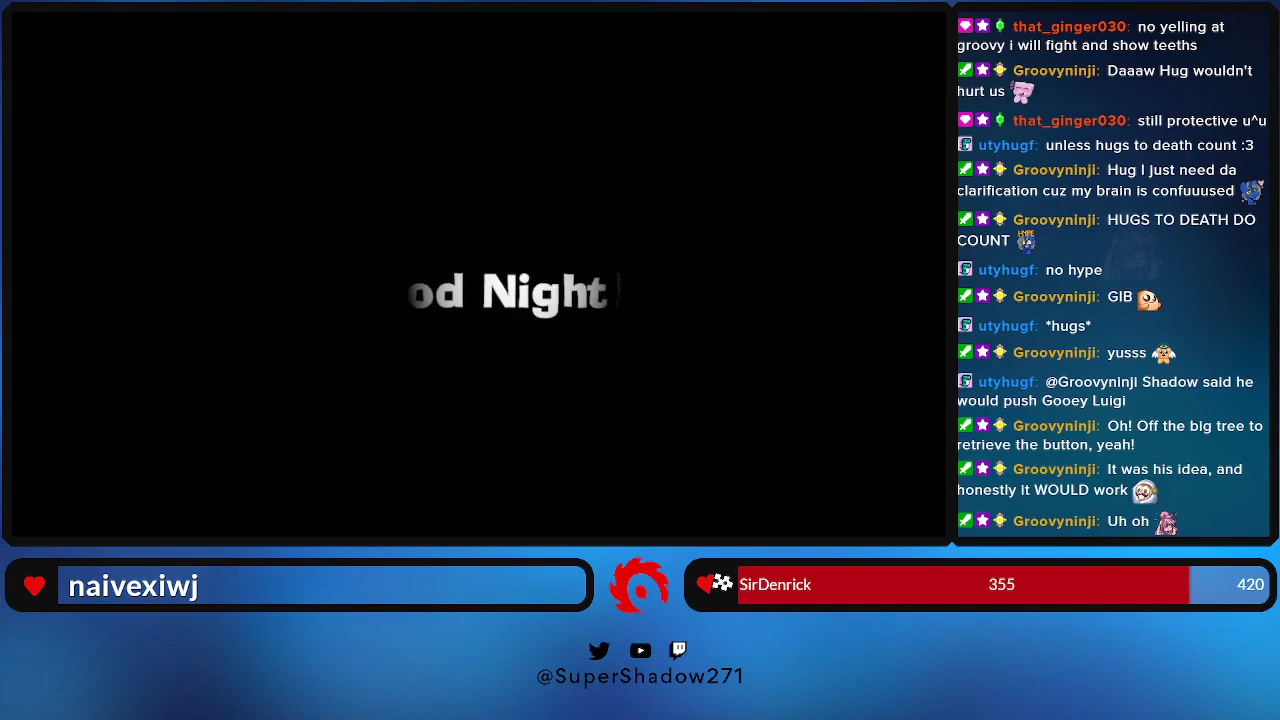 od Night
that_ginger030: no yelling at
groovy i will fight and show teeths
Groovyninji: Daaaw Hug wouldn't
hurt us
that_ginger030: still protective u^u
utyhugf: unless hugs to death count :3
Groovyninji: Hug I just need da
clarification cuz my brain is confuuused
Groovyninji: HUGS TO DEATH DO
COUNT
utyhugf: no hype
Groovyninji: GIB
utyhugf: *hugs*
Groovyninji: yusss
utyhugf: @Groovyninji Shadow said he
would push Gooey Luigi
Groovyninji: Oh! Off the big tree to
retrieve the button, yeah!
Groovyninji: It was his idea, and
honestly it WOULD work
Groovyninji: Uh oh
naivexiwj
SirDenrick 355 420
@SuperShadow271